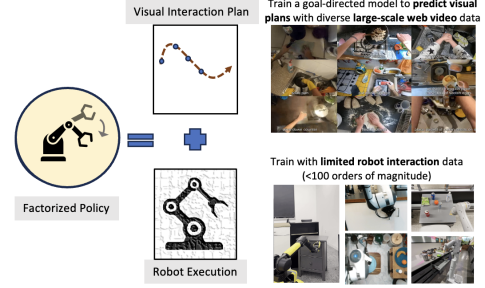 Visual Interaction Plan
Train a goal-directed model to predict visual
plans with diverse large-scale web video data
Factorized Policy
Train with limited robot interaction data
(<100 orders of magnitude)
Robot Execution